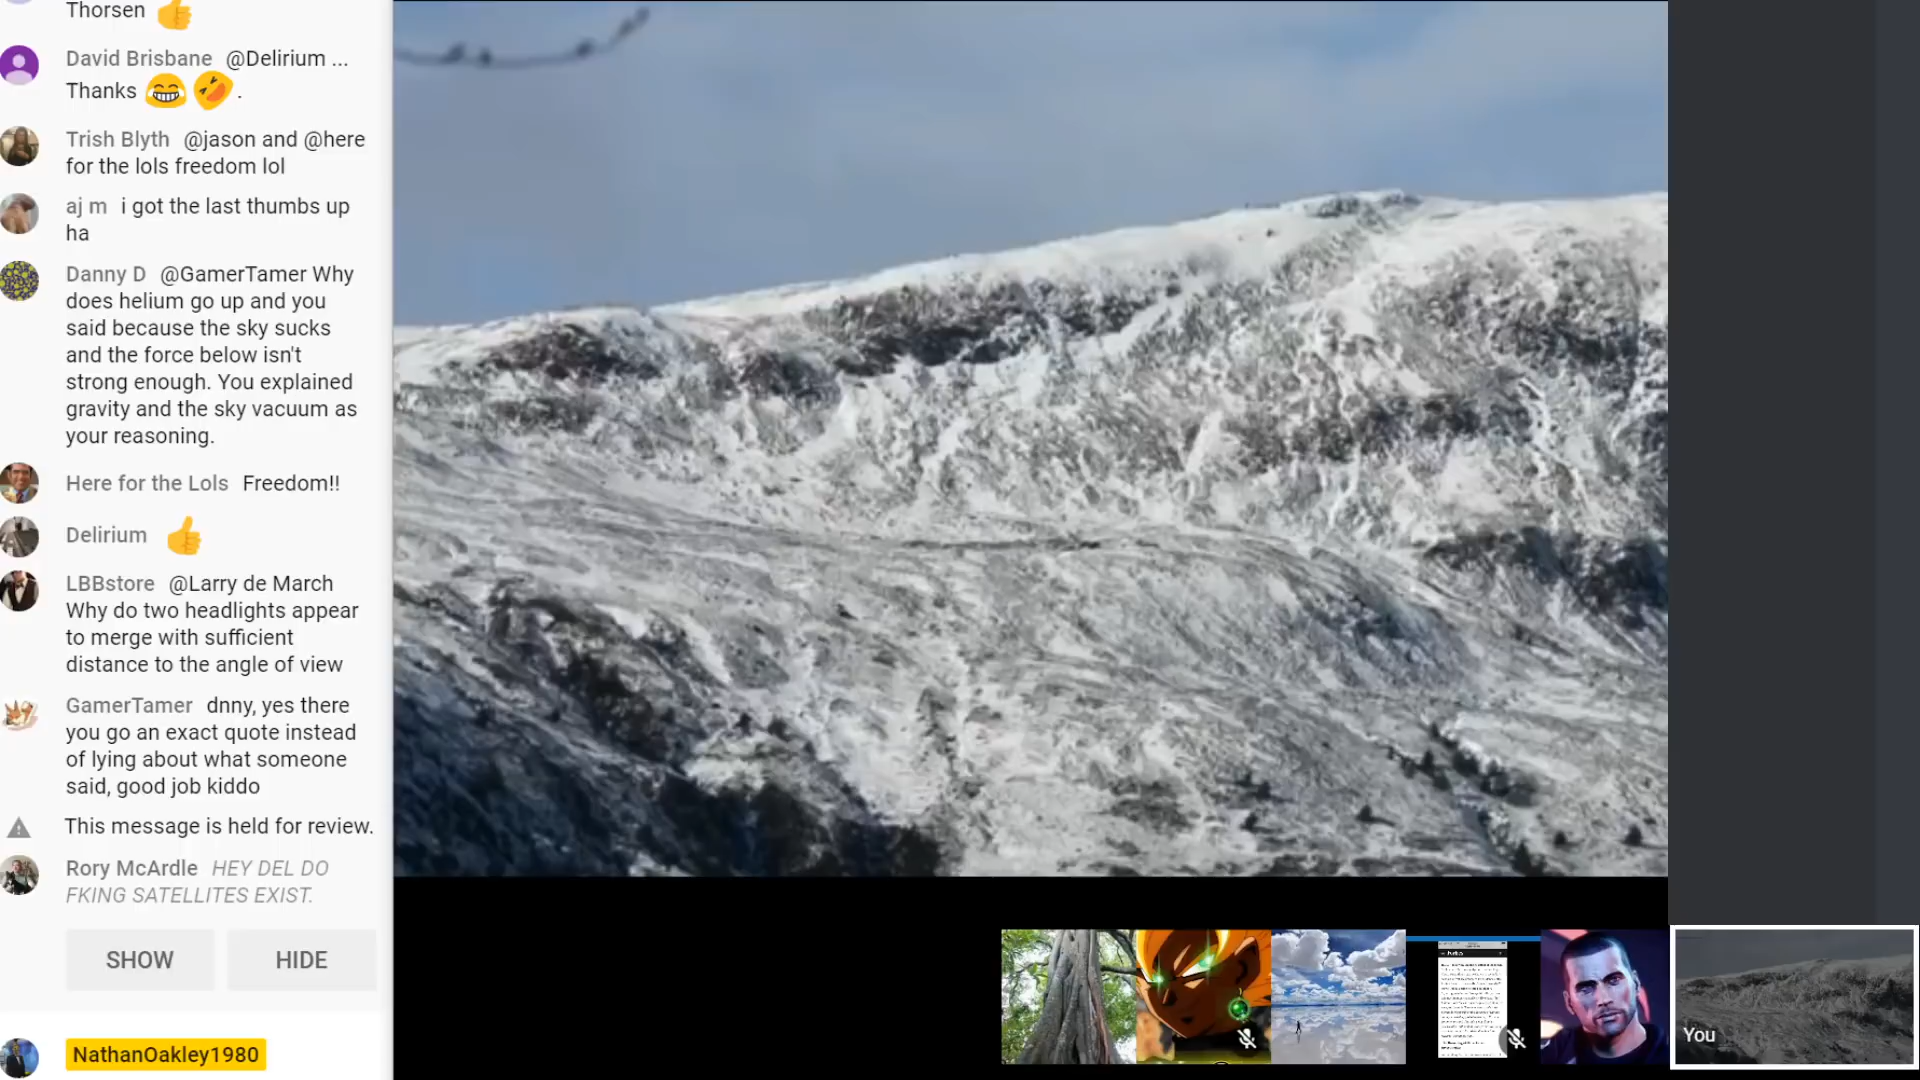 Thorsen 👍
David Brisbane @Delirium ...
Thanks 😂🤣.
Trish Blyth @jason and @here
for the lols freedom lol
aj m i got the last thumbs up
ha
Danny D @GamerTamer Why
does helium go up and you
said because the sky sucks
and the force below isn't
strong enough. You explained
gravity and the sky vacuum as
your reasoning.
Here for the Lols Freedom!!
Delirium 👍
LBBstore @Larry de March
Why do two headlights appear
to merge with sufficient
distance to the angle of view
GamerTamer dnny, yes there
you go an exact quote instead
of lying about what someone
said, good job kiddo
This message is held for review.
Rory McArdle HEY DEL DO
FKING SATELLITES EXIST.
SHOW HIDE
NathanOakley1980
You